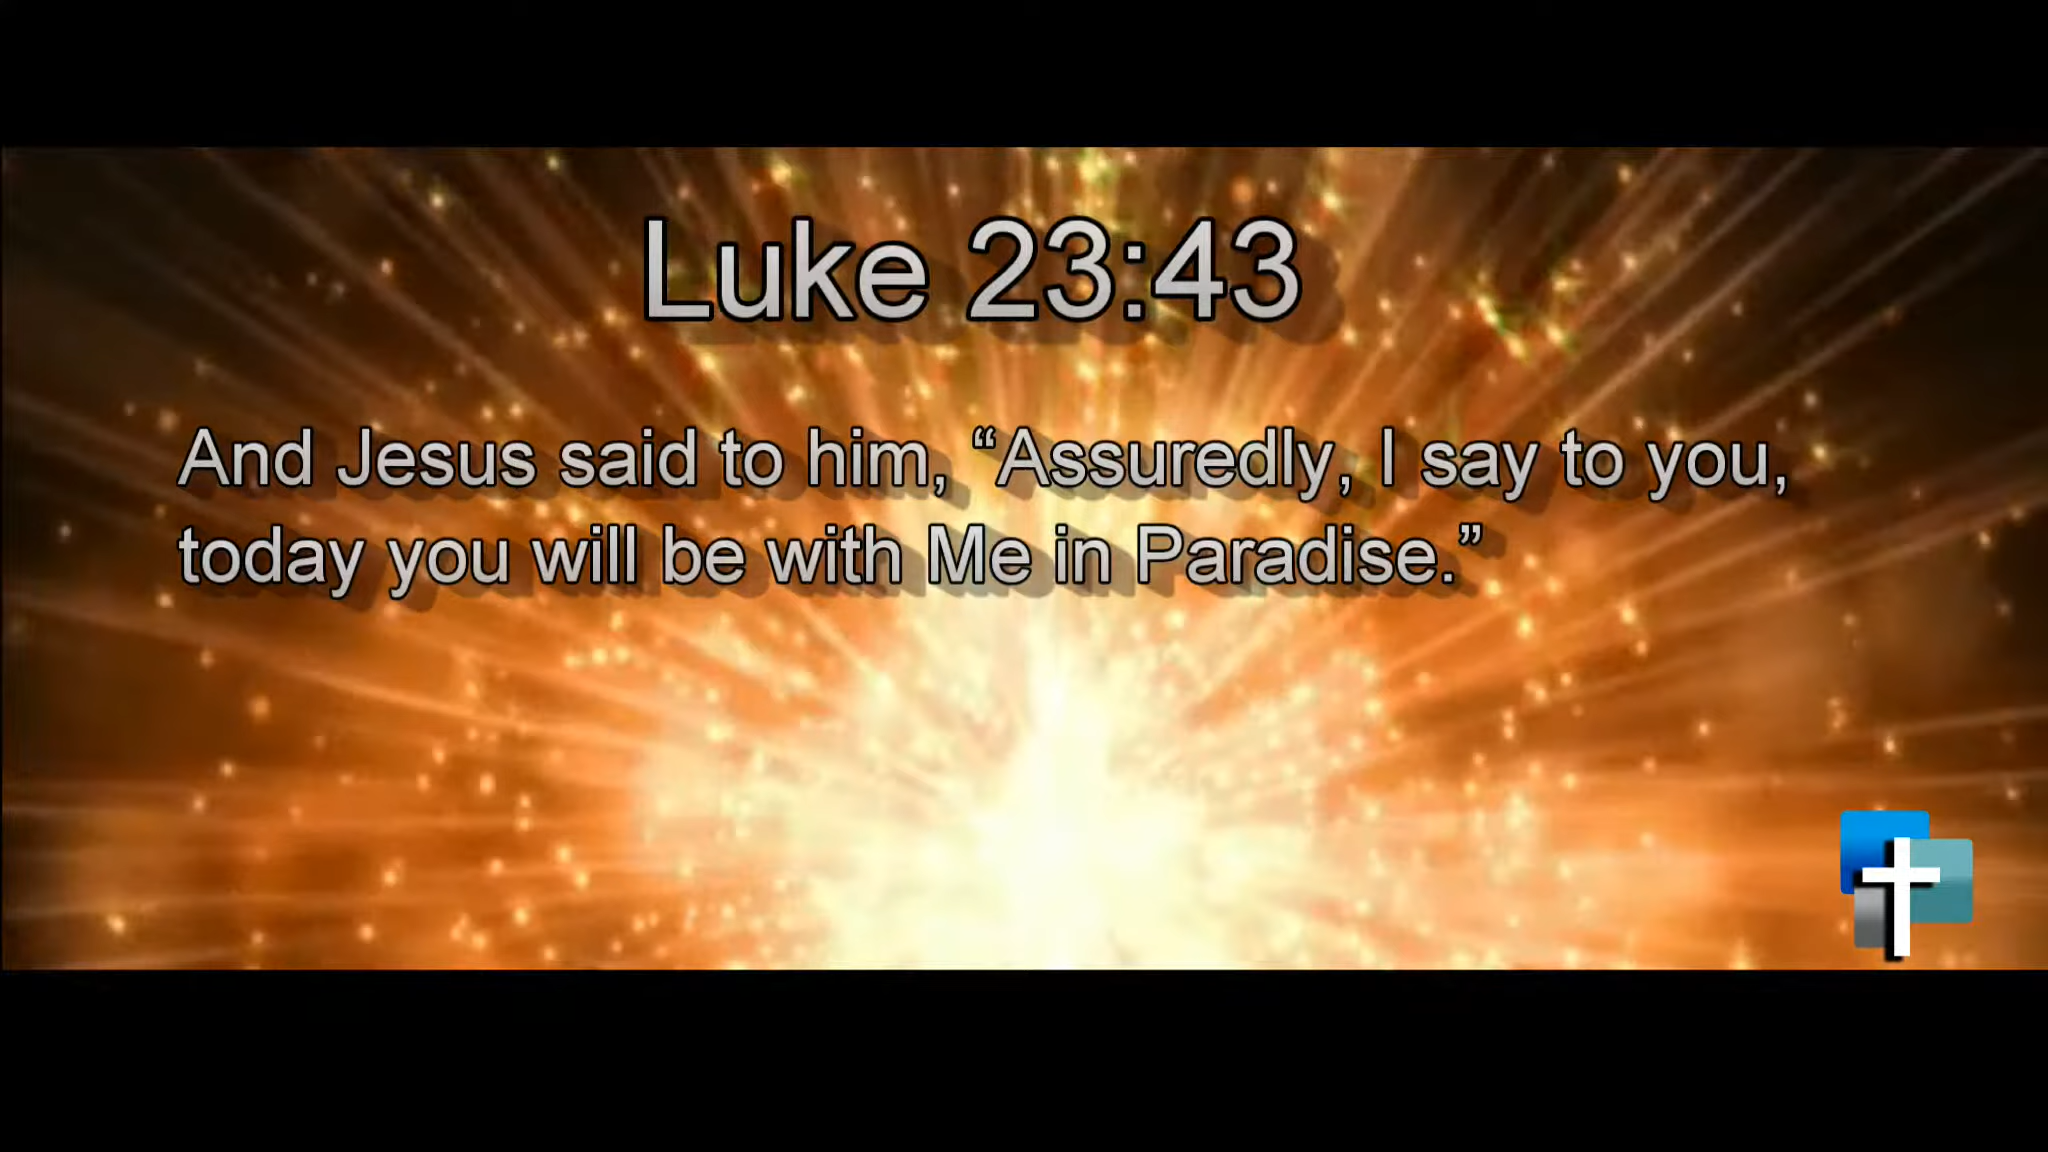 Luke 23:43
And Jesus said to him, “Assuredly, I say to you,
today you will be with Me in Paradise.”